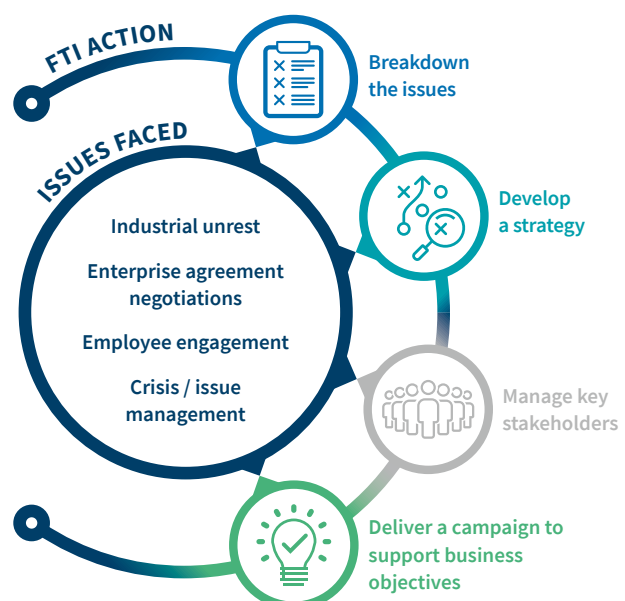 FTI ACTION
Breakdown
the issues
ISSUES FACED
Industrial unrest
Enterprise agreement
negotiations
Employee engagement
Crisis / issue
management
Develop
a strategy
Manage key
stakeholders
Deliver a campaign to
support business
objectives